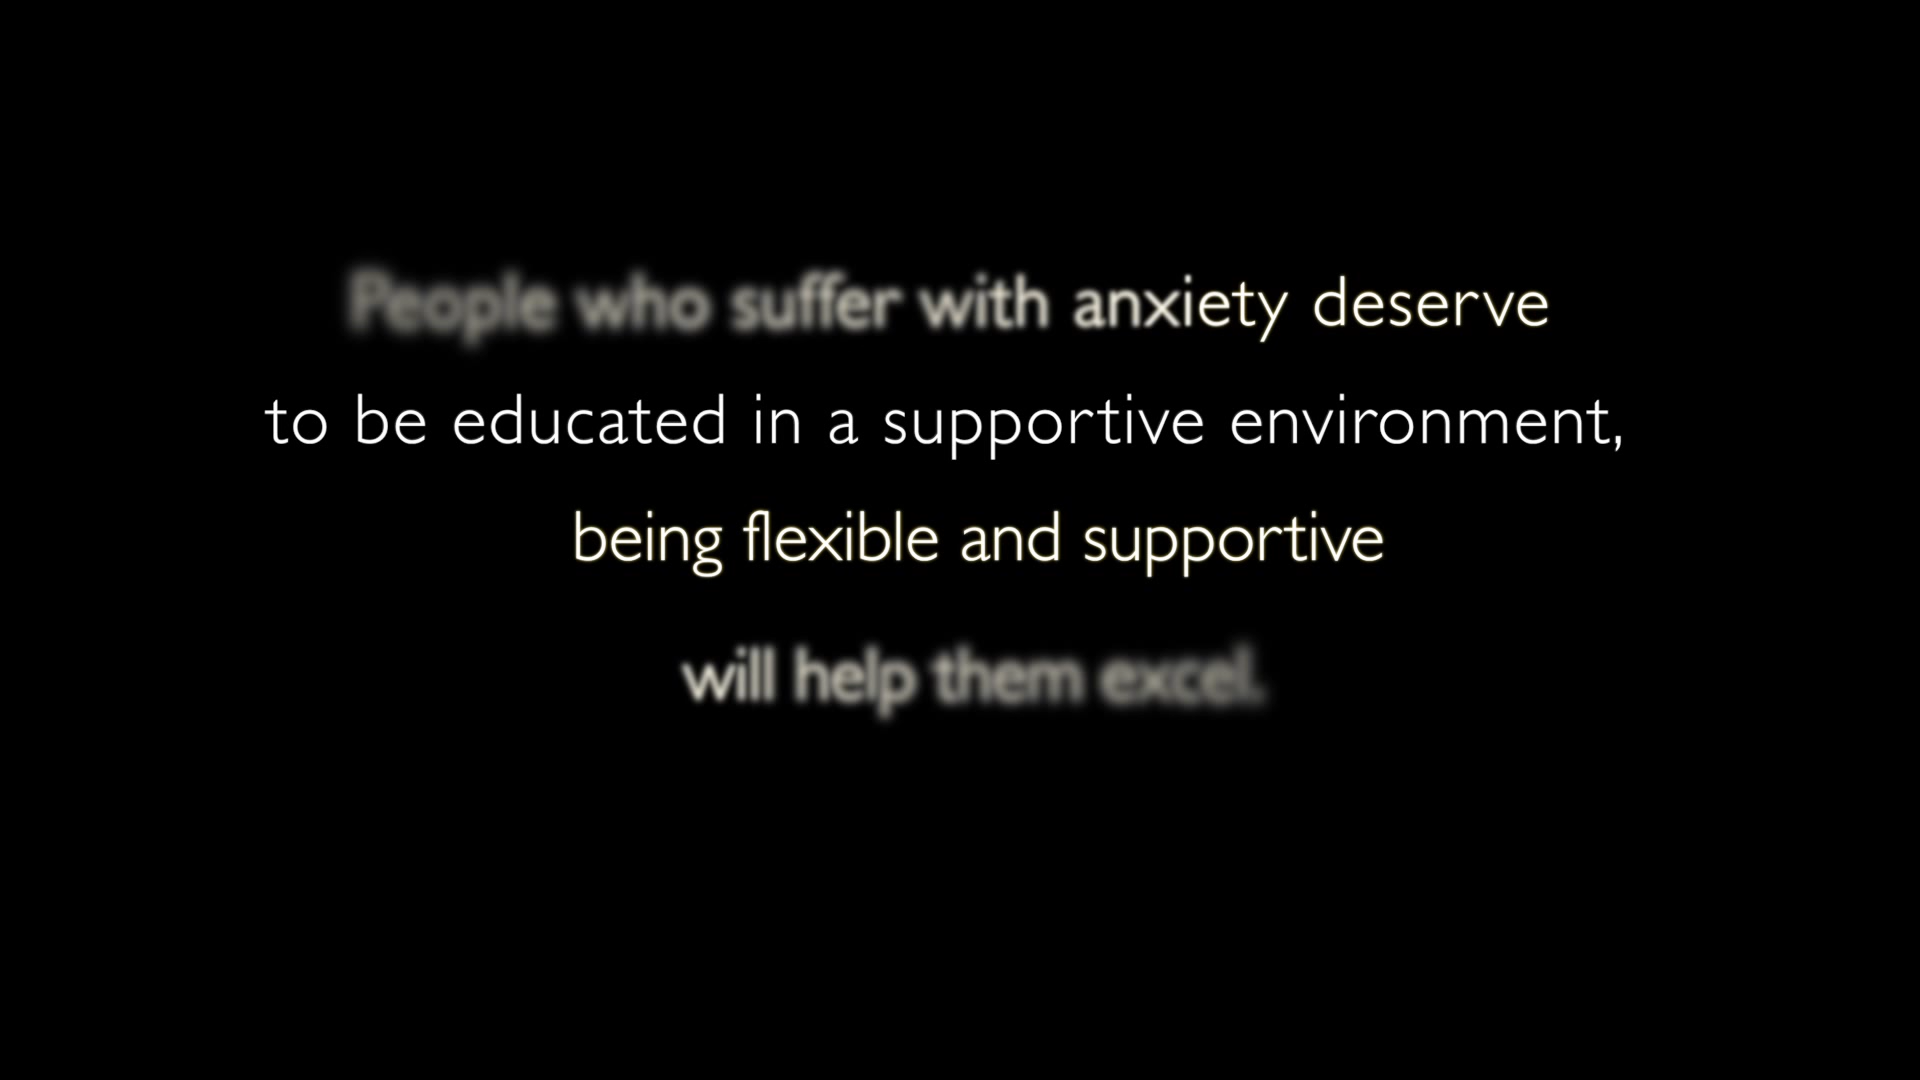 People who suffer with anxiety deserve
to be educated in a supportive environment,
being flexible and supportive
will help them excel.